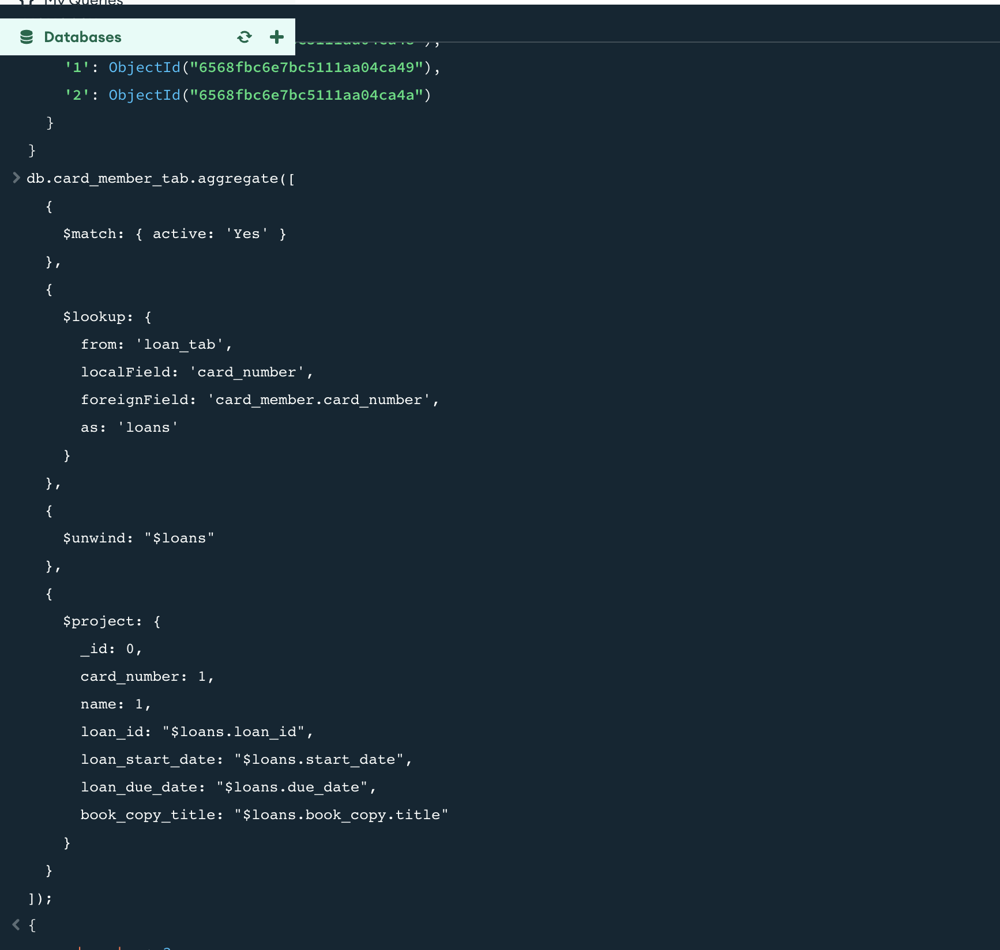 My Queries
Databases
'1': ObjectId("6568fbc6e7bc5111aa04ca49"),
'2': ObjectId("6568fbc6e7bc5111aa04ca4a")
}
}
> db.card_member_tab.aggregate([
{
$match: { active: 'Yes' }
},
{
$lookup: {
from: 'loan_tab',
localField: 'card_number',
foreignField: 'card_member.card_number',
as: 'loans'
}
},
{
$unwind: "$loans"
},
{
$project: {
_id: 0,
card_number: 1,
name: 1,
loan_id: "$loans.loan_id",
loan_start_date: "$loans.start_date",
loan_due_date: "$loans.due_date",
book_copy_title: "$loans.book_copy.title"
}
}
]);
< {